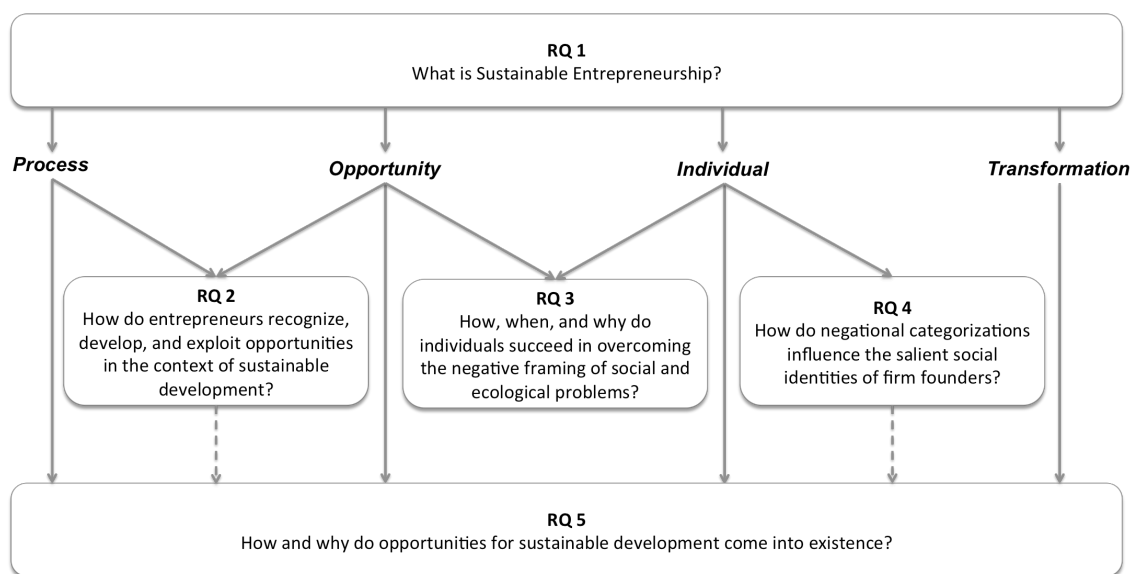 RQ 1
What is Sustainable Entrepreneurship?
Process
Opportunity
Individual
Transformation
RQ 2
How do entrepreneurs recognize,
develop, and exploit opportunities
in the context of sustainable
development?
RQ 3
How, when, and why do
individuals succeed in overcoming
the negative framing of social and
ecological problems?
RQ 4
How do negational categorizations
influence the salient social
identities of firm founders?
RQ 5
How and why do opportunities for sustainable development come into existence?